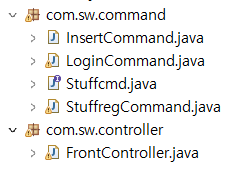 com.sw.command
InsertCommand.java
LoginCommand.java
Stuffcmd.java
StuffregCommand.java
com.sw.controller
FrontController.java